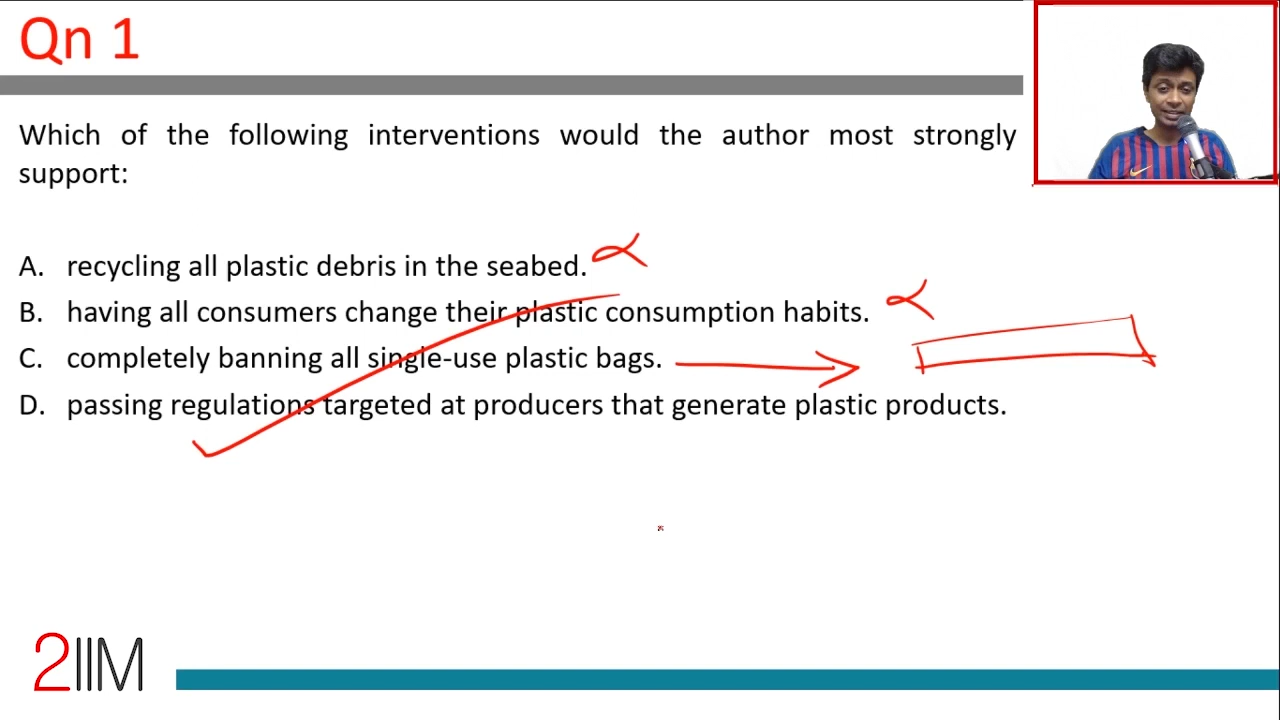 Qn 1
Which of the following interventions would the author most strongly
support:
A. recycling all plastic debris in the seabed.
B. having all consumers change their plastic consumption habits.
C. completely banning all single-use plastic bags.
D. passing regulations targeted at producers that generate plastic products.
2IIM